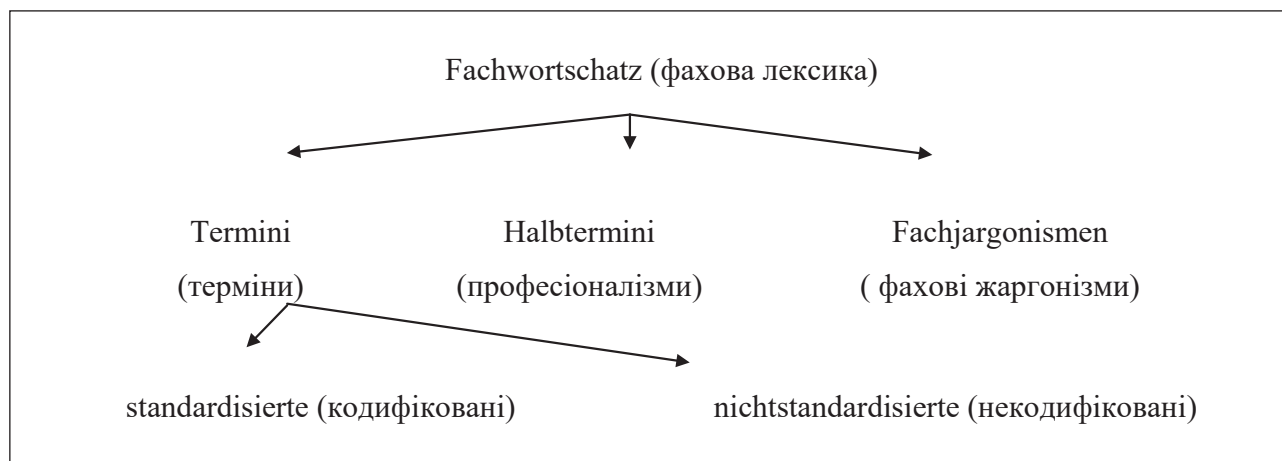 Fachwortschatz (фахова лексика)
Termini Halbtermini Fachjargonismen
(терміни) (професіоналізми) ( фахові жаргонізми)
standardisierte (кодифіковані) nichtstandardisierte (некодифіковані)